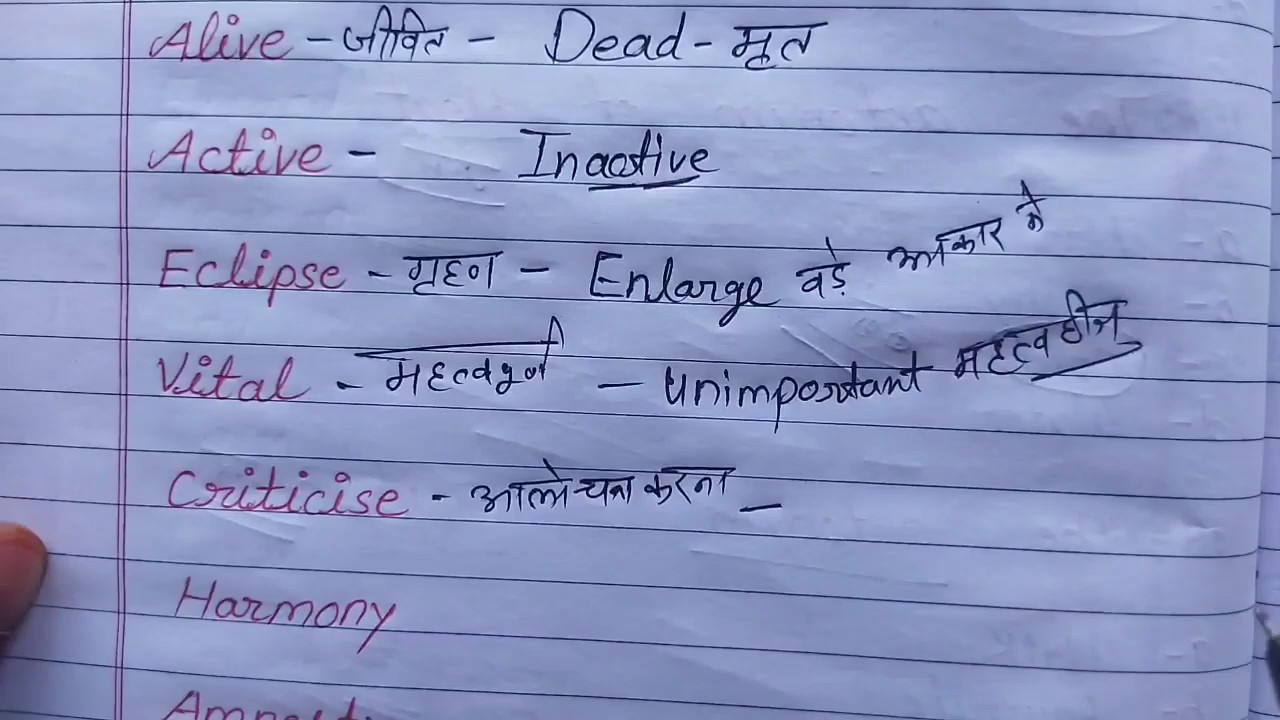 Alive - जीवित - Dead - मृत
Active - Inactive
Eclipse - गृहण - Enlarge बड़े आकार में
Vital - महत्वपूर्ण - Unimportant महत्वहीन
Criticise - आलोचना करना -
Harmony